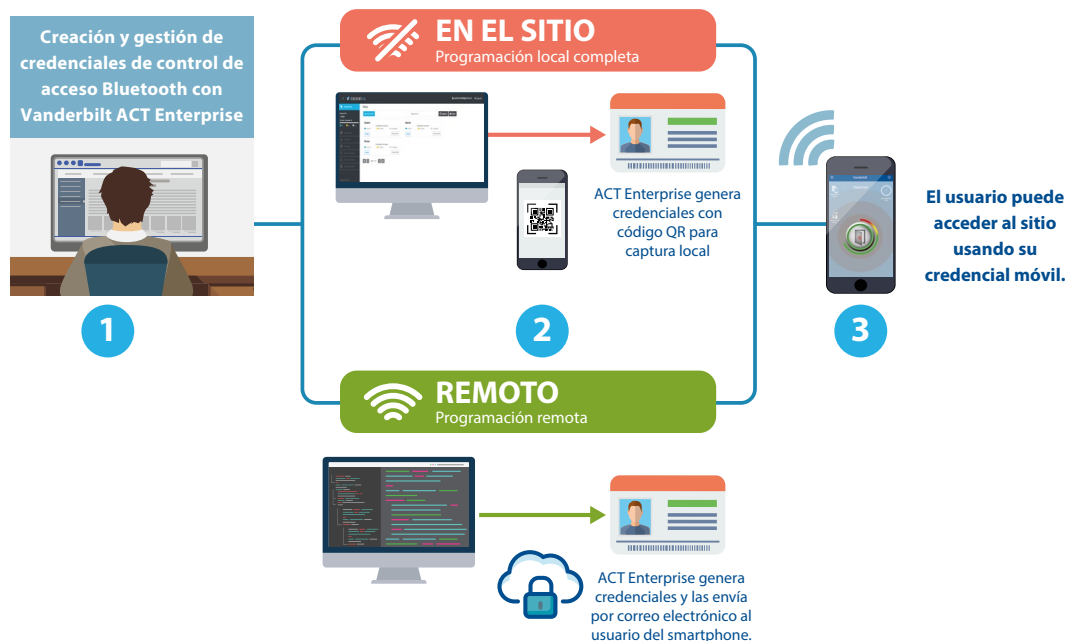 Creación y gestión de
credenciales de control de
acceso Bluetooth con
Vanderbilt ACT Enterprise
1
EN EL SITIO
Programación local completa
ACT Enterprise genera
credenciales con
código QR para
captura local
2
REMOTO
Programación remota
ACT Enterprise genera
credenciales y las envía
por correo electrónico al
usuario del smartphone.
El usuario puede
acceder al sitio
usando su
credencial móvil.
3